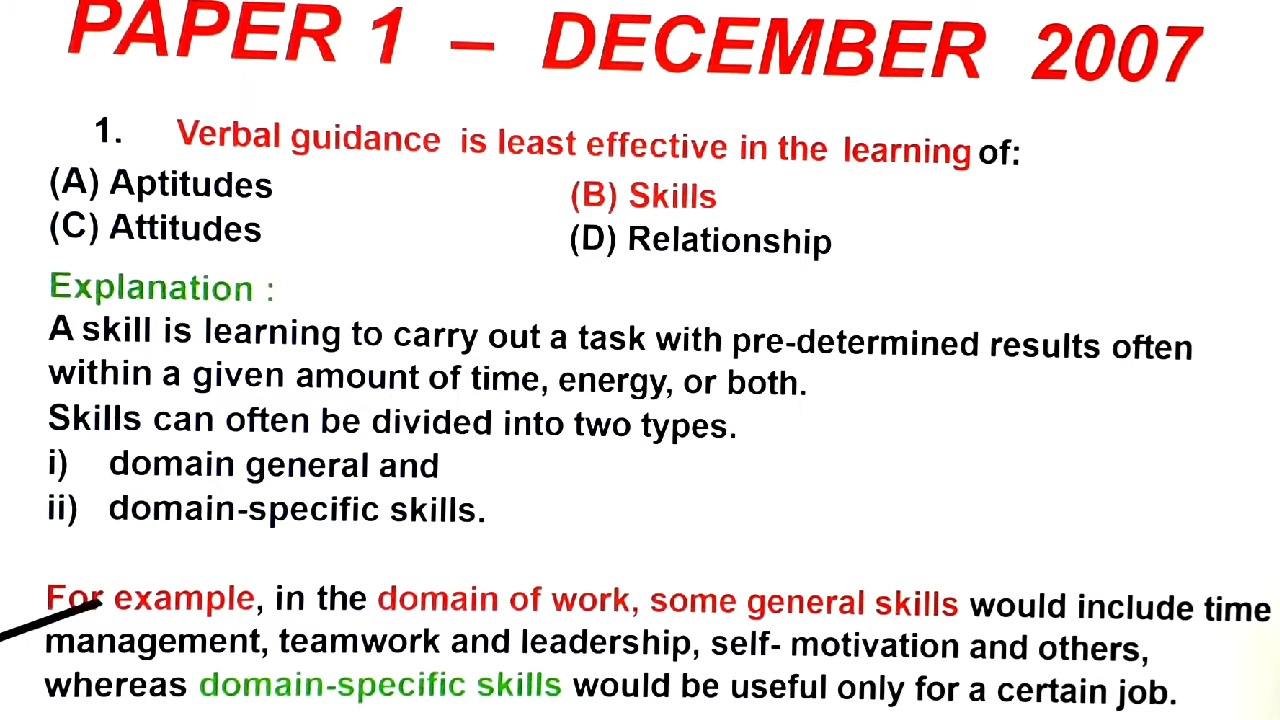 PAPER 1 – DECEMBER 2007
1. Verbal guidance is least effective in the learning of:
(A) Aptitudes (B) Skills
(C) Attitudes (D) Relationship
Explanation :
A skill is learning to carry out a task with pre-determined results often
within a given amount of time, energy, or both.
Skills can often be divided into two types.
i) domain general and
ii) domain-specific skills.
For example, in the domain of work, some general skills would include time
management, teamwork and leadership, self- motivation and others,
whereas domain-specific skills would be useful only for a certain job.